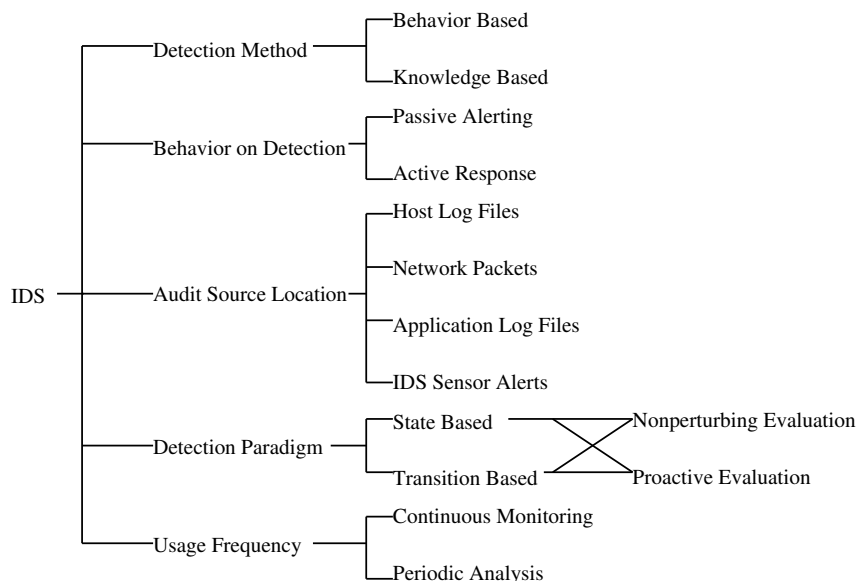 Behavior Based
Detection Method
Knowledge Based
Passive Alerting
Behavior on Detection
Active Response
Host Log Files
Network Packets
IDS
Audit Source Location
Application Log Files
IDS Sensor Alerts
State Based
Nonperturbing Evaluation
Detection Paradigm
Transition Based
Proactive Evaluation
Continuous Monitoring
Usage Frequency
Periodic Analysis